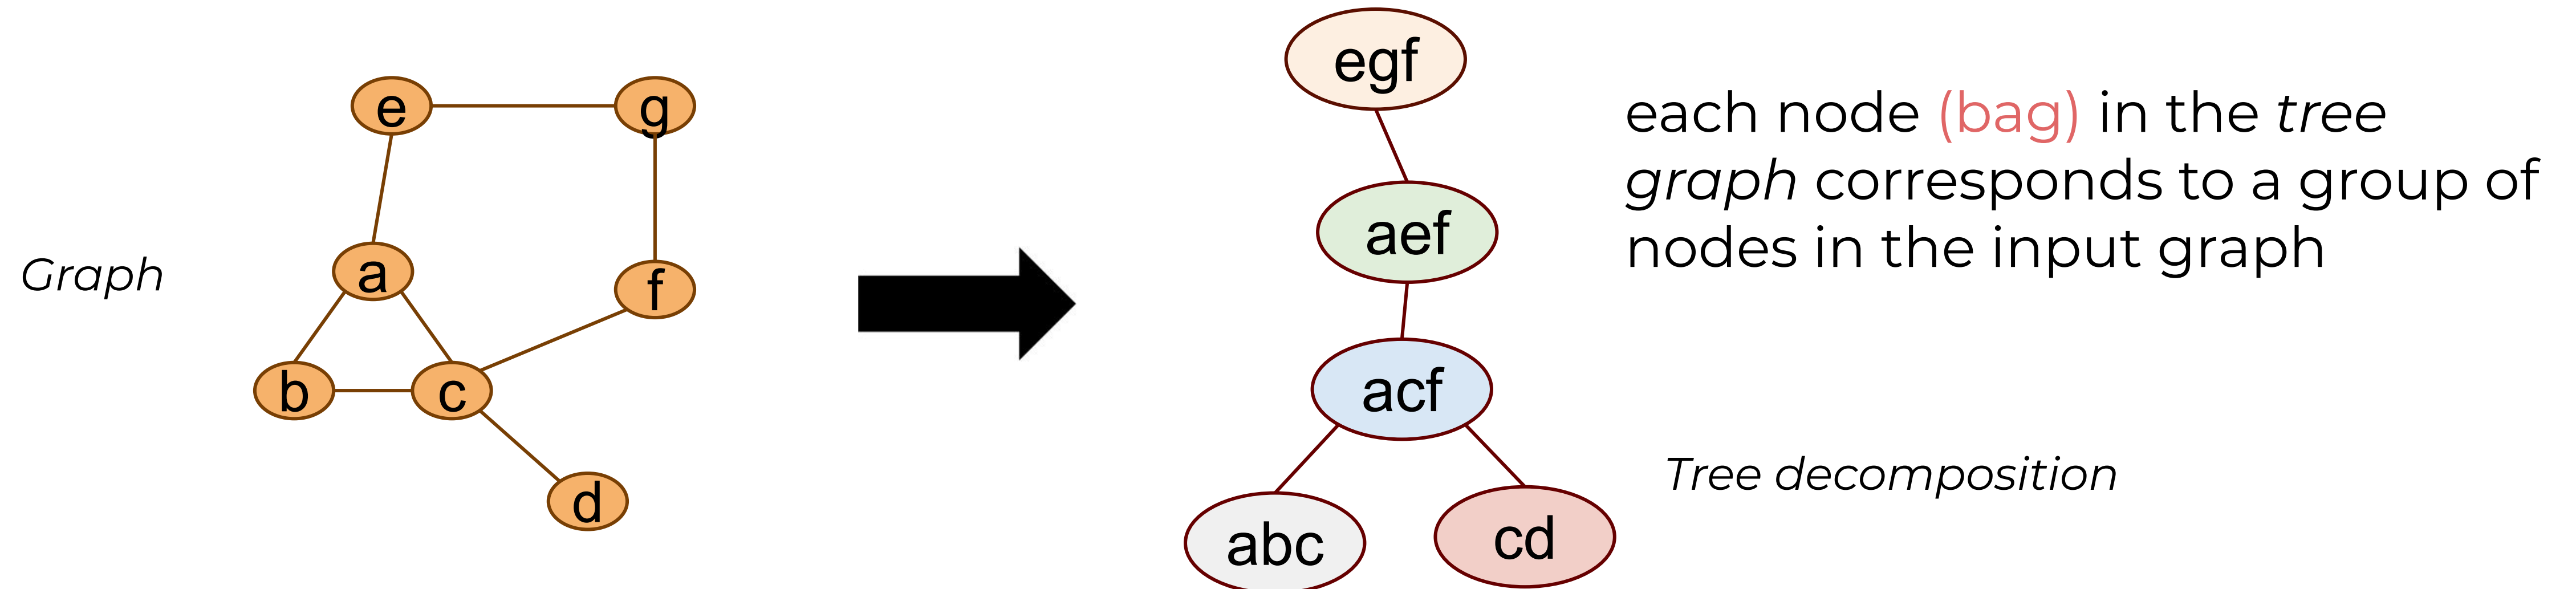 Graph
e
g
a
f
b
c
d
egf
aef
acf
abc
cd
each node (bag) in the tree
graph corresponds to a group of
nodes in the input graph
Tree decomposition